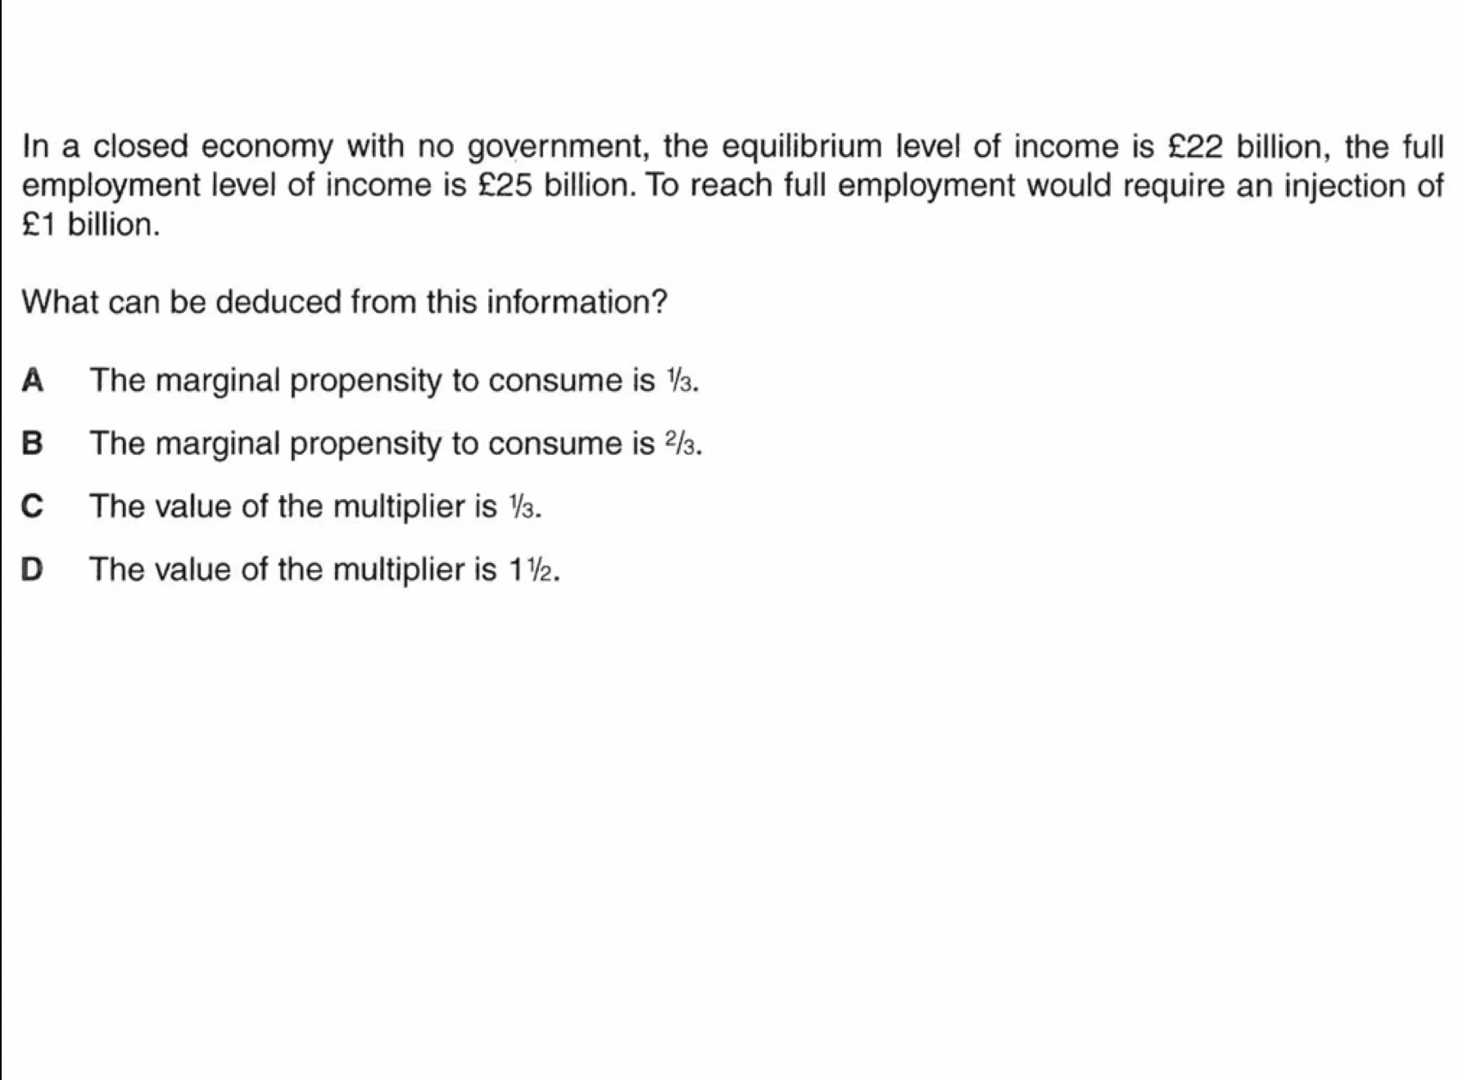 In a closed economy with no government, the equilibrium level of income is £22 billion, the full
employment level of income is £25 billion. To reach full employment would require an injection of
£1 billion.
What can be deduced from this information?
A The marginal propensity to consume is 1/3.
B The marginal propensity to consume is 2/3.
C The value of the multiplier is 1/3.
D The value of the multiplier is 1 1/2.